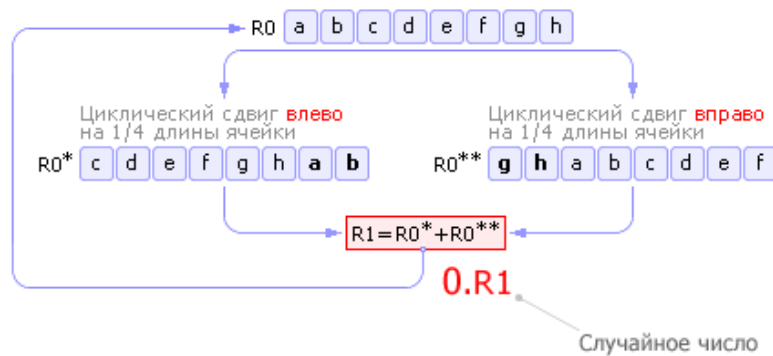 R0 a b c d e f g h
Циклический сдвиг влево
на 1/4 длины ячейки
Циклический сдвиг вправо
на 1/4 длины ячейки
R0* c d e f g h a b
R0** g h a b c d e f
R1=R0*+R0**
0.R1
Случайное число